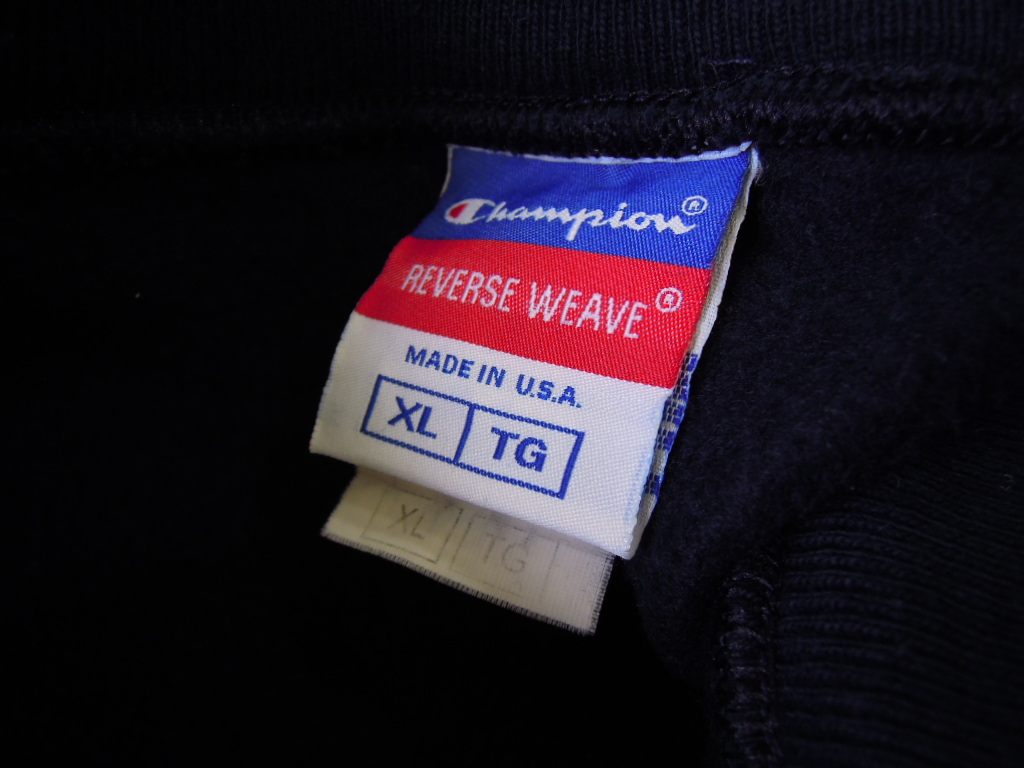 Champion®
REVERSE WEAVE®
MADE IN U.S.A.
XL TG
XL TG